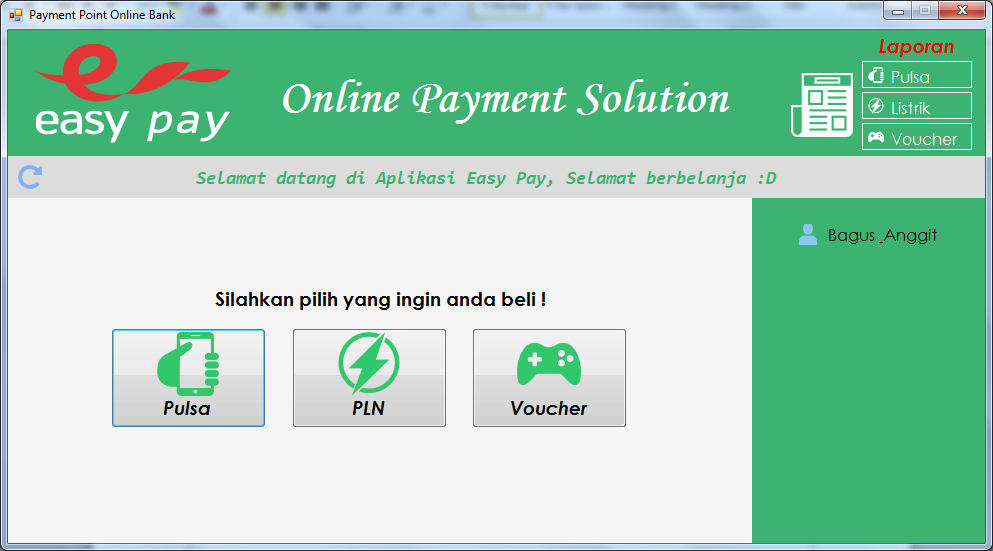 Payment Point Online Bank
easy pay
Online Payment Solution
Laporan
Pulsa
Listrik
Voucher
Selamat datang di Aplikasi Easy Pay, Selamat berbelanja :D
Bagus_Anggit
Silahkan pilih yang ingin anda beli !
Pulsa
PLN
Voucher